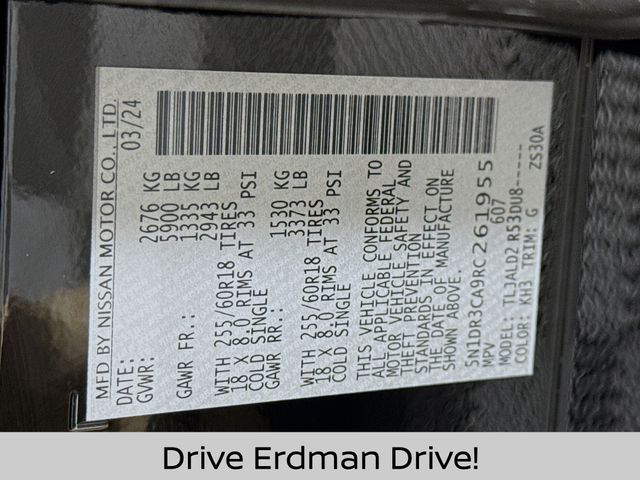 MFD BY NISSAN MOTOR CO., LTD.
DATE: 03/24
GVWR: 2676 KG
5900 LB
GAWR FR.: 1335 KG
2943 LB
WITH 255/60R18 TIRES
18 X 8.0 RIMS AT 33 PSI
COLD SINGLE
GAWR RR.: 1530 KG
3373 LB
WITH 255/60R18 TIRES
18 X 8.0 RIMS AT 33 PSI
COLD SINGLE
THIS VEHICLE CONFORMS TO
ALL APPLICABLE FEDERAL
MOTOR VEHICLE SAFETY AND
THEFT PREVENTION
STANDARDS IN EFFECT ON
THE DATE OF MANUFACTURE
SHOWN ABOVE.
5N1DR3CA9RC261955
MPV 607
MODEL: TL3ALD2 R53DU8-----
COLOR: KH3 TRIM: G ZS30A
Drive Erdman Drive!